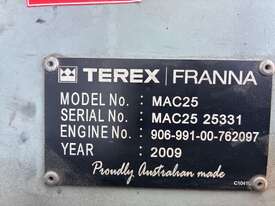 TEREX | FRANNA
MODEL No. : MAC25
SERIAL No. : MAC25 25331
ENGINE No. : 906-991-00-762097
YEAR : 2009
Proudly Australian made